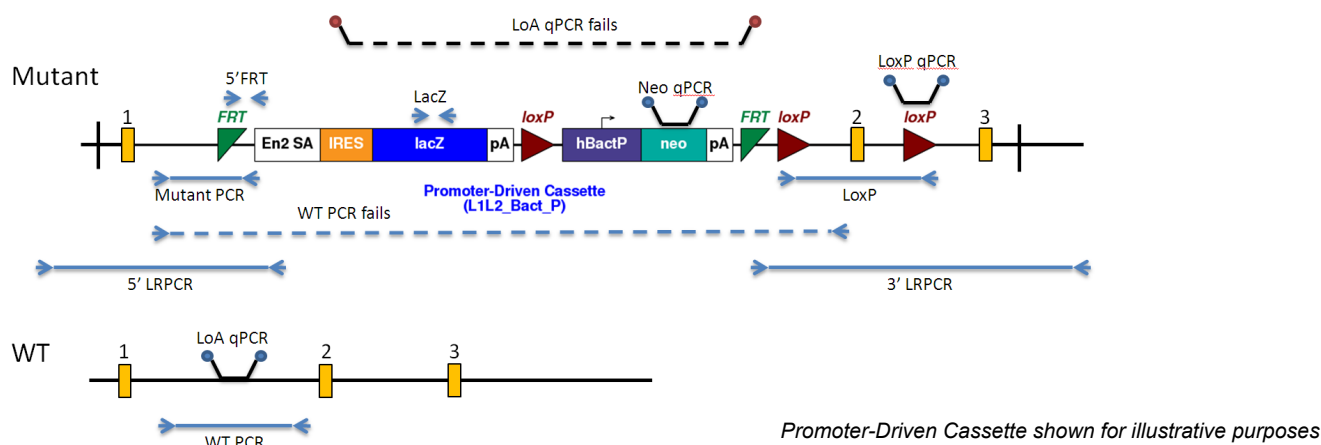 LoA qPCR fails
Mutant
5'FRT
LacZ
Neo qPCR
LoxP qPCR
1
FRT
loxP
FRT
loxP
2
loxP
3
En2 SA
IRES
lacZ
pA
hBactP
neo
pA
Mutant PCR
Promoter-Driven Cassette
(L1L2_Bact_P)
LoxP
WT PCR fails
5' LRPCR
3' LRPCR
WT
LoA qPCR
1
2
3
WT PCR
Promoter-Driven Cassette shown for illustrative purposes